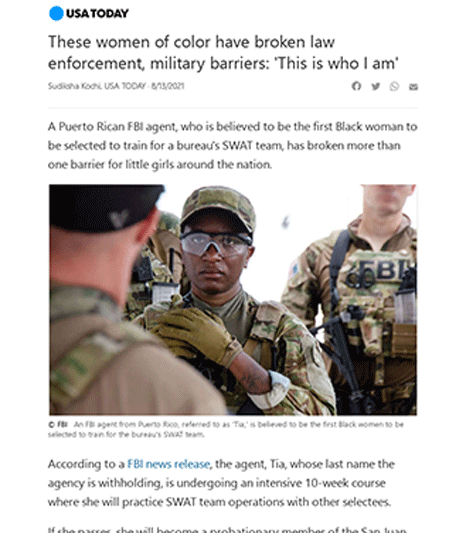 USA TODAY
These women of color have broken law
enforcement, military barriers: 'This is who I am'
Sudiksha Kochi, USA TODAY · 8/13/2021
A Puerto Rican FBI agent, who is believed to be the first Black woman to
be selected to train for a bureau's SWAT team, has broken more than
one barrier for little girls around the nation.
FBI
© FBI An FBI agent from Puerto Rico, referred to as 'Tia,' is believed to be the first Black women to be
selected to train for the bureau's SWAT team.
According to a FBI news release, the agent, Tia, whose last name the
agency is withholding, is undergoing an intensive 10-week course
where she will practice SWAT team operations with other selectees.
If she passes, she will become a probationary member of the San Juan